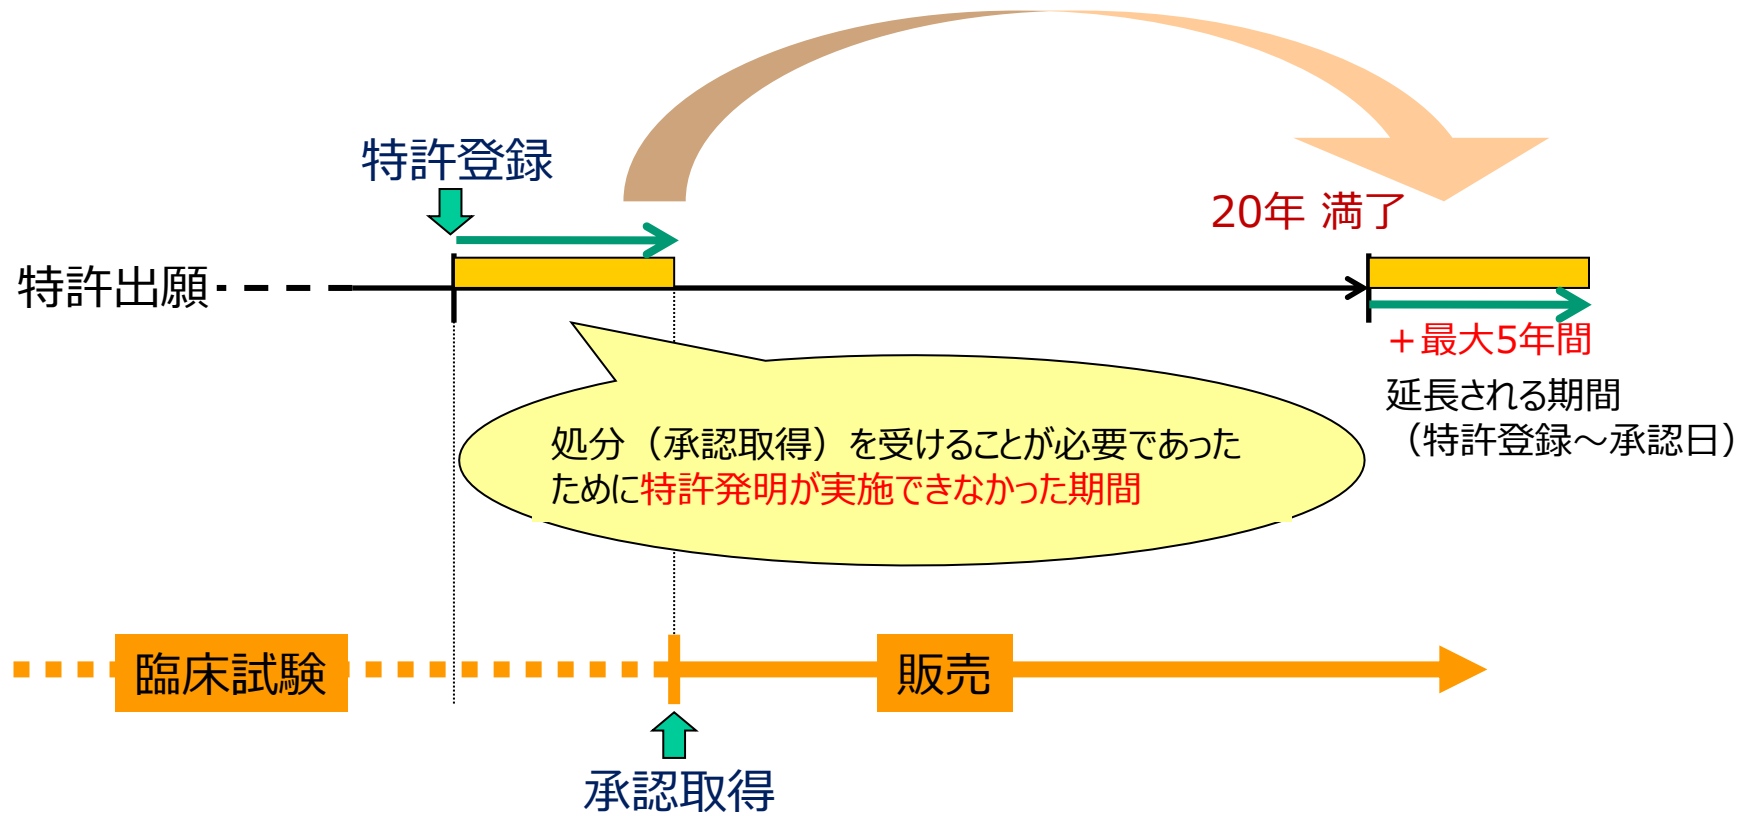 特許登録
20年 満了
特許出願
＋最大5年間
延長される期間
（特許登録～承認日）
処分（承認取得）を受けることが必要であった
ために特許発明が実施できなかった期間
臨床試験
販売
承認取得